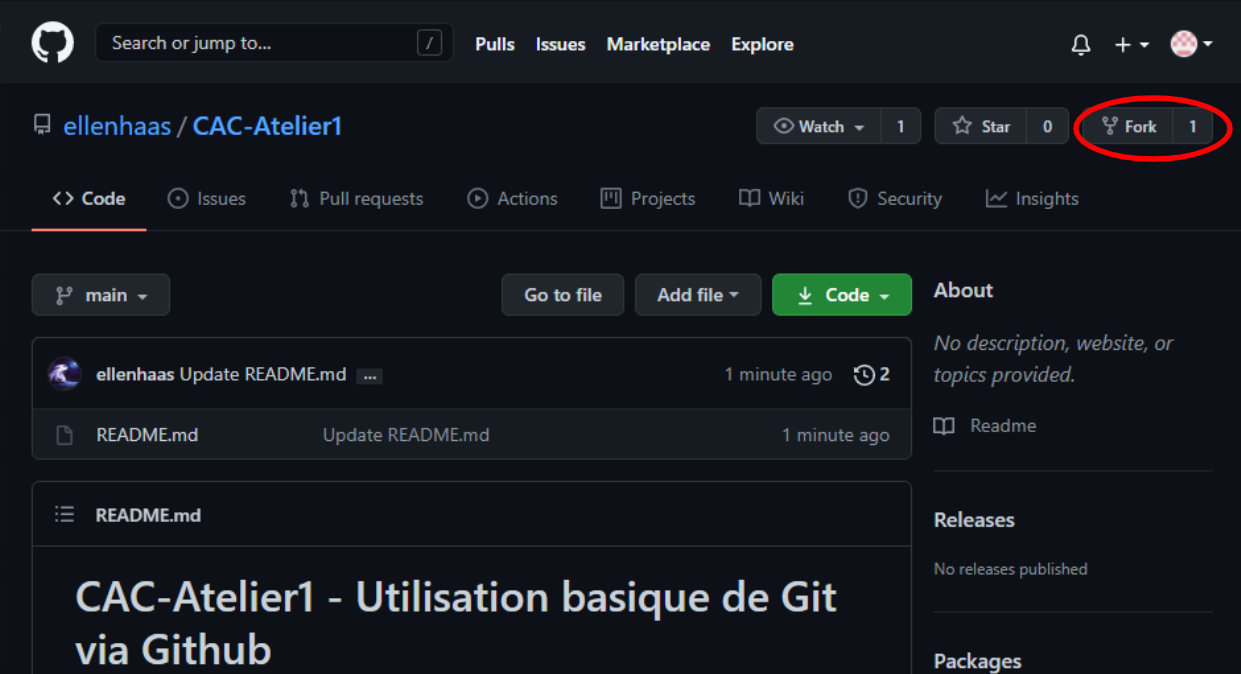 Search or jump to... /
Pulls Issues Marketplace Explore
ellenhaas / CAC-Atelier1
Watch 1 Star 0 Fork 1
Code Issues Pull requests Actions Projects Wiki Security Insights
main Go to file Add file Code
ellenhaas Update README.md ... 1 minute ago 2
README.md Update README.md 1 minute ago
README.md
CAC-Atelier1 - Utilisation basique de Git
via Github
About
No description, website, or
topics provided.
Readme
Releases
No releases published
Packages